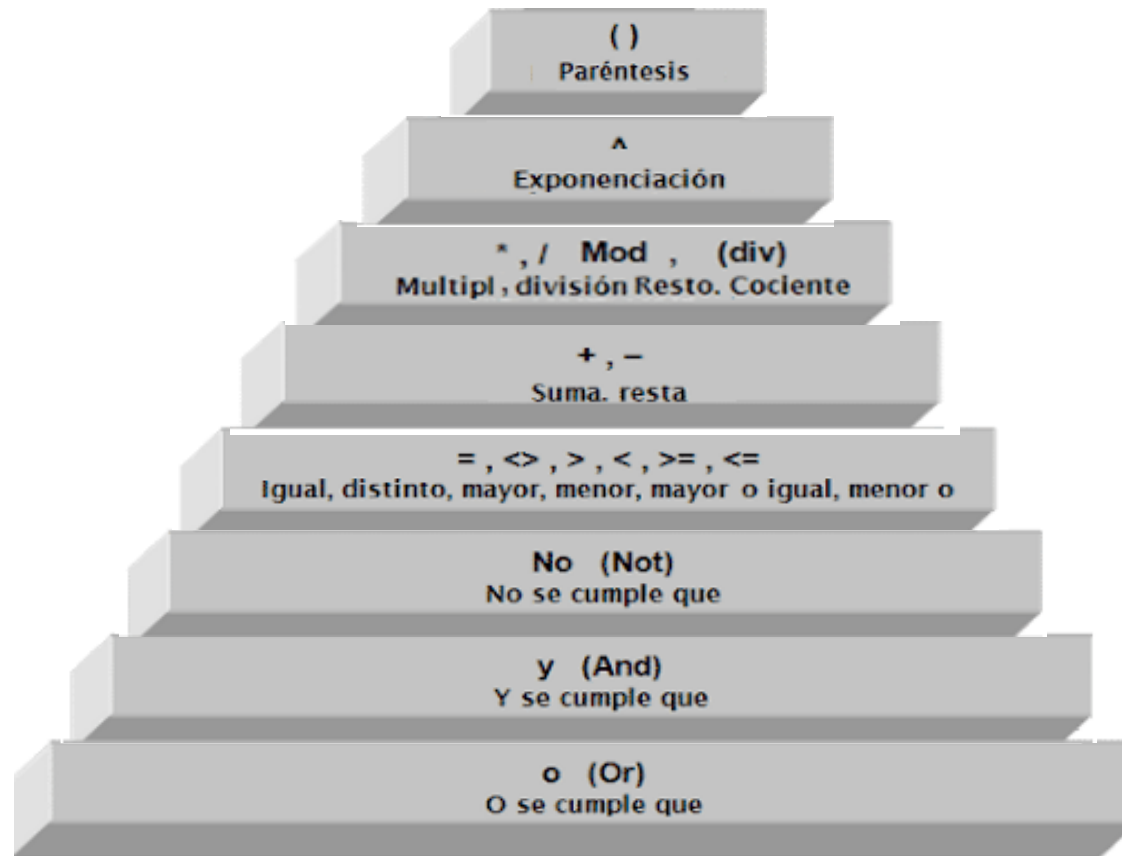 ( )
Paréntesis
^
Exponenciación
* , / Mod , (div)
Multipl , división Resto. Cociente
+ , –
Suma. resta
= , <> , > , < , >= , <=
Igual, distinto, mayor, menor, mayor o igual, menor o
No (Not)
No se cumple que
y (And)
Y se cumple que
o (Or)
O se cumple que